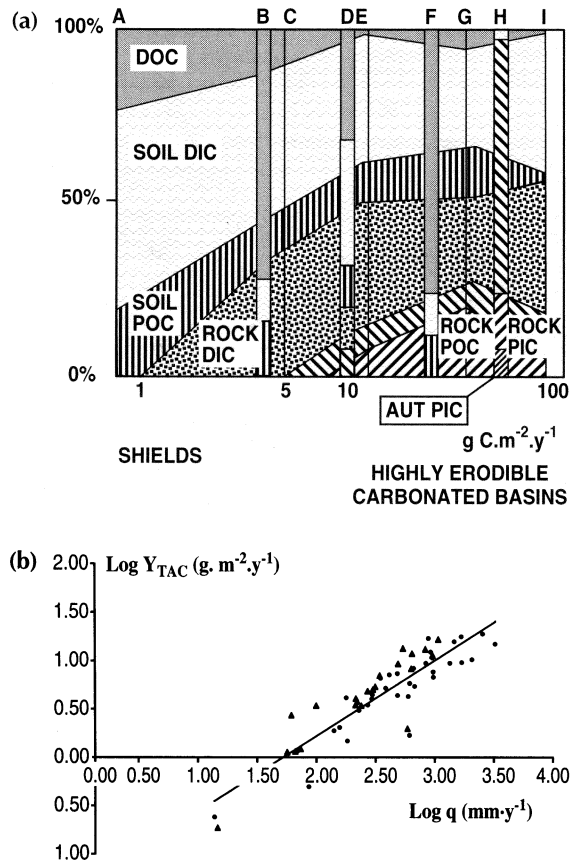 (a)
A B C D E F G H I
100%
DOC
SOIL DIC
50%
SOIL POC
ROCK DIC
ROCK POC
ROCK PIC
0%
1 5 10 100
AUT PIC
g C.m-2.y-1
SHIELDS
HIGHLY ERODIBLE
CARBONATED BASINS
(b)
2.00
Log YTAC (g. m-2.y-1)
1.50
1.00
0.50
0.00
0.00 0.50 1.00 2.00 2.50 3.00 3.50 4.00
0.50
Log q (mm·y-1)
1.00